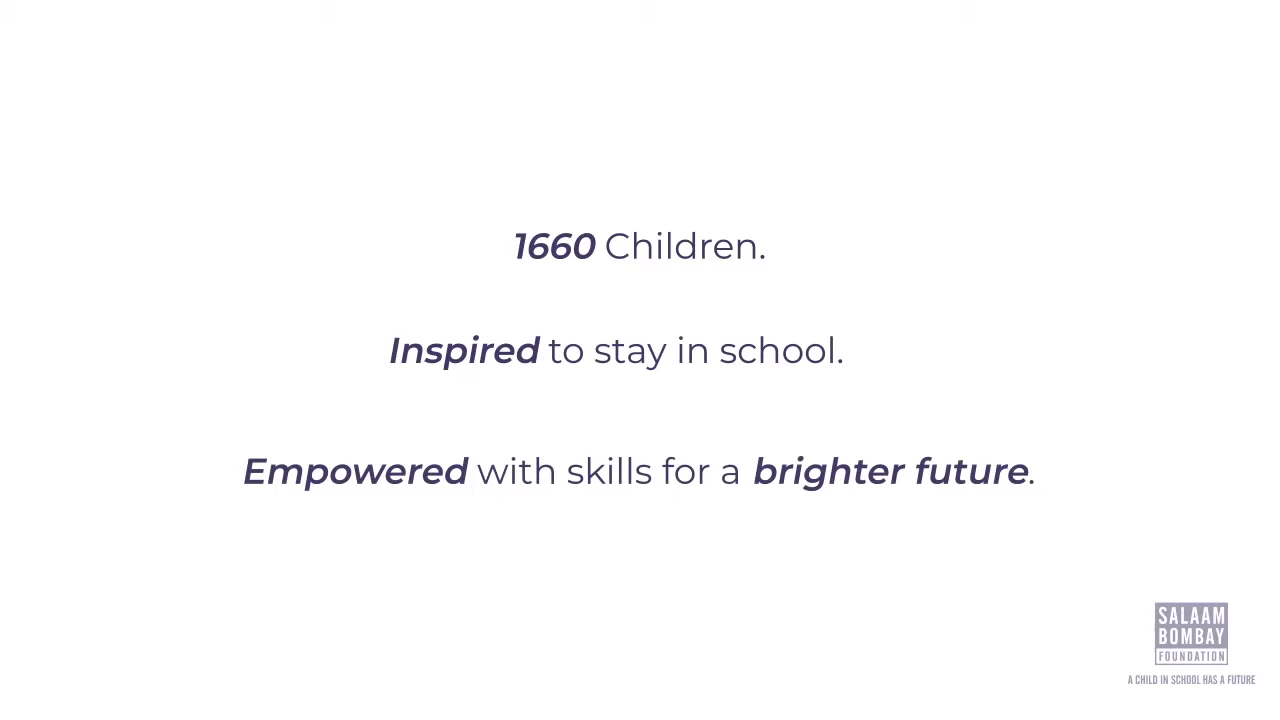 1660 Children.
Inspired to stay in school.
Empowered with skills for a brighter future.
SALAAM
BOMBAY
FOUNDATION
A CHILD IN SCHOOL HAS A FUTURE